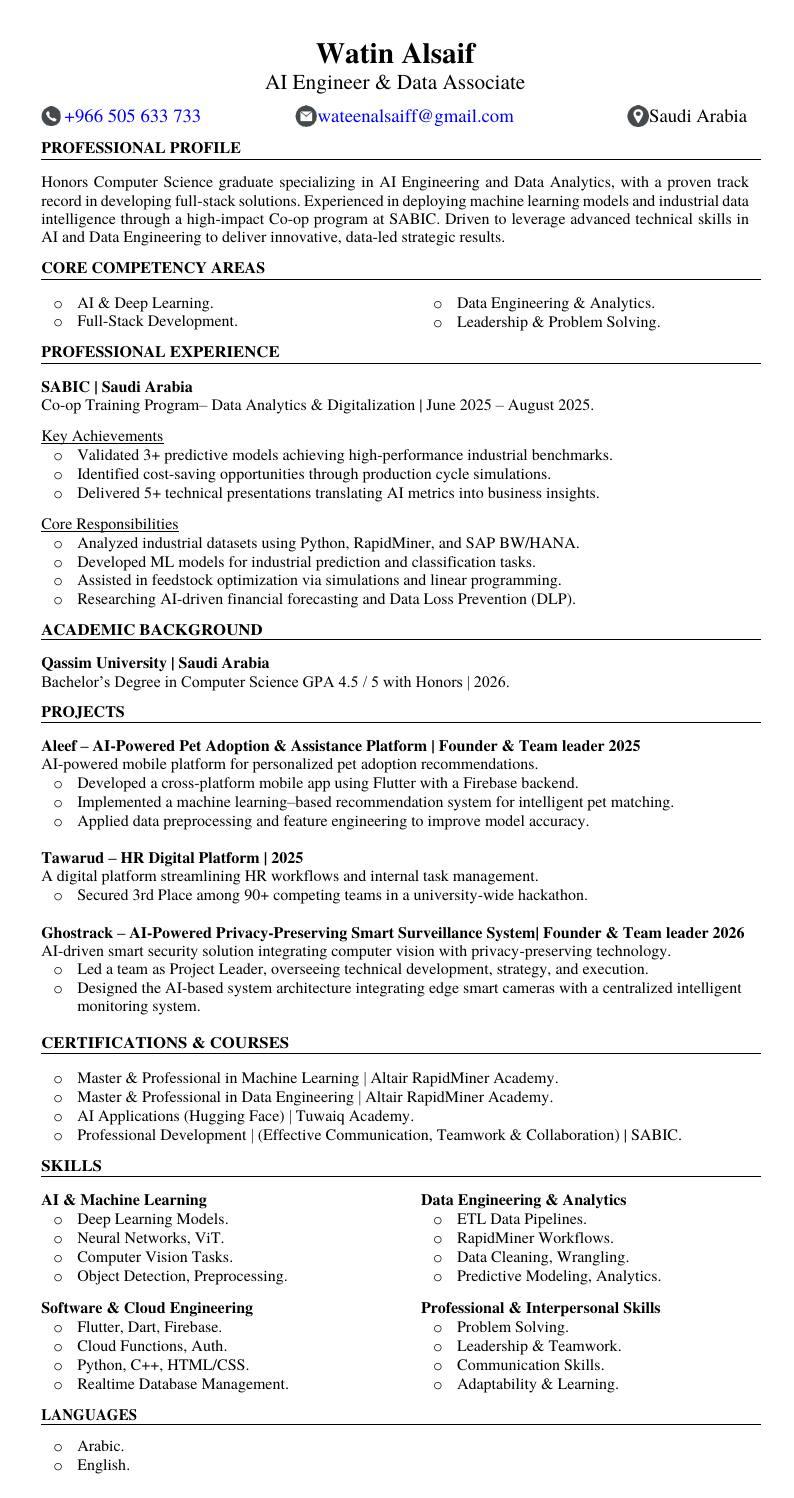 Watin Alsaif
AI Engineer & Data Associate
+966 505 633 733 wateenalsaiff@gmail.com Saudi Arabia
PROFESSIONAL PROFILE
Honors Computer Science graduate specializing in AI Engineering and Data Analytics, with a proven track
record in developing full-stack solutions. Experienced in deploying machine learning models and industrial data
intelligence through a high-impact Co-op program at SABIC. Driven to leverage advanced technical skills in
AI and Data Engineering to deliver innovative, data-led strategic results.
CORE COMPETENCY AREAS
o AI & Deep Learning.
o Full-Stack Development.
o Data Engineering & Analytics.
o Leadership & Problem Solving.
PROFESSIONAL EXPERIENCE
SABIC | Saudi Arabia
Co-op Training Program– Data Analytics & Digitalization | June 2025 – August 2025.
Key Achievements
o Validated 3+ predictive models achieving high-performance industrial benchmarks.
o Identified cost-saving opportunities through production cycle simulations.
o Delivered 5+ technical presentations translating AI metrics into business insights.
Core Responsibilities
o Analyzed industrial datasets using Python, RapidMiner, and SAP BW/HANA.
o Developed ML models for industrial prediction and classification tasks.
o Assisted in feedstock optimization via simulations and linear programming.
o Researching AI-driven financial forecasting and Data Loss Prevention (DLP).
ACADEMIC BACKGROUND
Qassim University | Saudi Arabia
Bachelor’s Degree in Computer Science GPA 4.5 / 5 with Honors | 2026.
PROJECTS
Aleef – AI-Powered Pet Adoption & Assistance Platform | Founder & Team leader 2025
AI-powered mobile platform for personalized pet adoption recommendations.
o Developed a cross-platform mobile app using Flutter with a Firebase backend.
o Implemented a machine learning–based recommendation system for intelligent pet matching.
o Applied data preprocessing and feature engineering to improve model accuracy.
Tawarud – HR Digital Platform | 2025
A digital platform streamlining HR workflows and internal task management.
o Secured 3rd Place among 90+ competing teams in a university-wide hackathon.
Ghostrack – AI-Powered Privacy-Preserving Smart Surveillance System| Founder & Team leader 2026
AI-driven smart security solution integrating computer vision with privacy-preserving technology.
o Led a team as Project Leader, overseeing technical development, strategy, and execution.
o Designed the AI-based system architecture integrating edge smart cameras with a centralized intelligent
monitoring system.
CERTIFICATIONS & COURSES
o Master & Professional in Machine Learning | Altair RapidMiner Academy.
o Master & Professional in Data Engineering | Altair RapidMiner Academy.
o AI Applications (Hugging Face) | Tuwaiq Academy.
o Professional Development | (Effective Communication, Teamwork & Collaboration) | SABIC.
SKILLS
AI & Machine Learning
o Deep Learning Models.
o Neural Networks, ViT.
o Computer Vision Tasks.
o Object Detection, Preprocessing.
Data Engineering & Analytics
o ETL Data Pipelines.
o RapidMiner Workflows.
o Data Cleaning, Wrangling.
o Predictive Modeling, Analytics.
Software & Cloud Engineering
o Flutter, Dart, Firebase.
o Cloud Functions, Auth.
o Python, C++, HTML/CSS.
o Realtime Database Management.
Professional & Interpersonal Skills
o Problem Solving.
o Leadership & Teamwork.
o Communication Skills.
o Adaptability & Learning.
LANGUAGES
o Arabic.
o English.